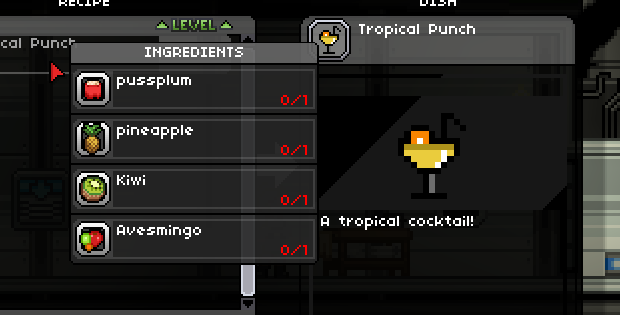 RECIPE
DISH
LEVEL
cal Punch
Tropical Punch
INGREDIENTS
pussplum
0/1
pineapple
0/1
Kiwi
0/1
Avesmingo
0/1
A tropical cocktail!